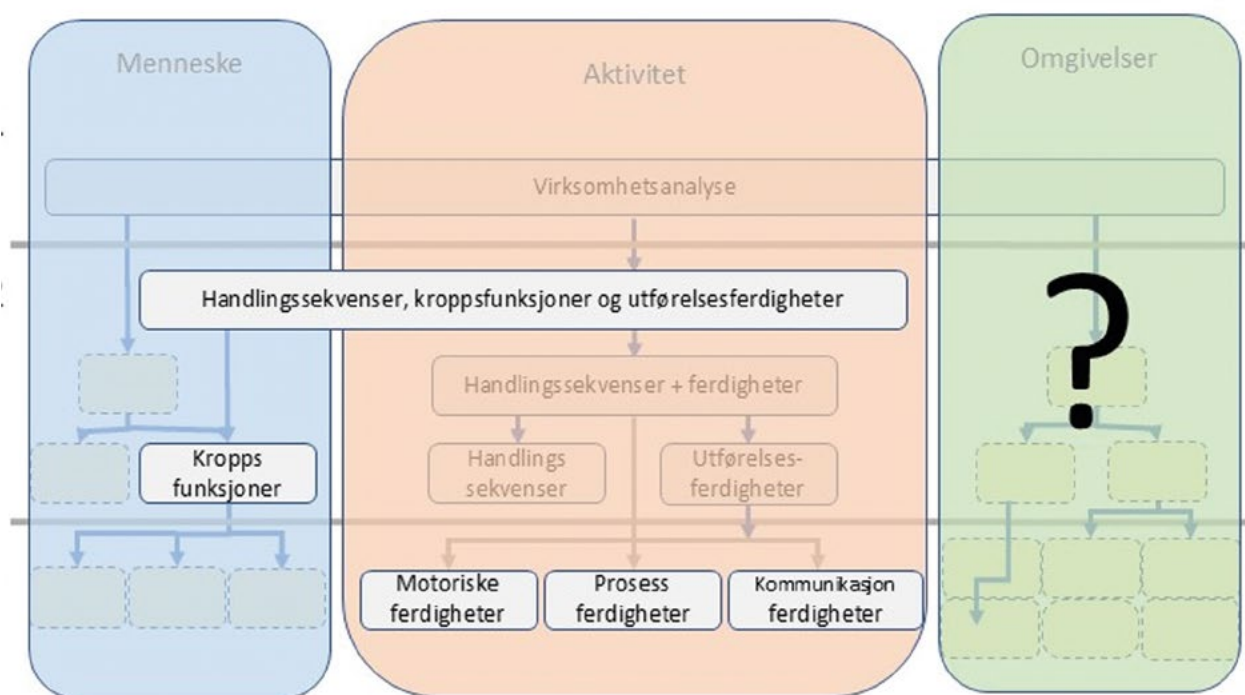 Menneske
Aktivitet
Omgivelser
Virksomhetsanalyse
Handlingssekvenser, kroppsfunksjoner og utførelsesferdigheter
?
Handlingssekvenser + ferdigheter
Kropps
funksjoner
Handlings
sekvenser
Utførelses-
ferdigheter
Motoriske
ferdigheter
Prosess
ferdigheter
Kommunikasjon
ferdigheter